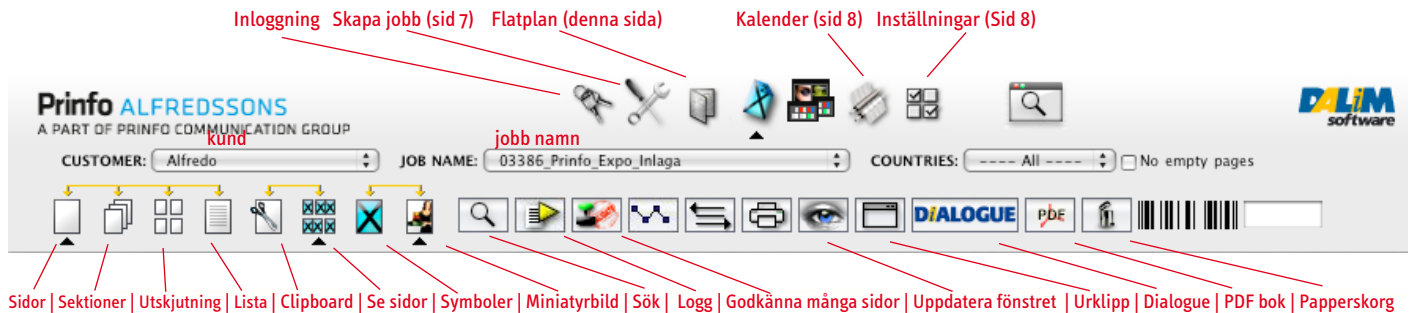 Inloggning Skapa jobb (sid 7) Flatplan (denna sida) Kalender (sid 8) Inställningar (Sid 8)
Prinfo ALFREDSSONS
A PART OF PRINFO COMMUNICATION GROUP
DALiM
software
kund jobb namn
CUSTOMER: Alfredo JOB NAME: 03386_Prinfo_Expo_Inlaga COUNTRIES: ---- All ---- No empty pages
DiALOGUE PDF
Sidor | Sektioner | Utskjutning | Lista | Clipboard | Se sidor | Symboler | Miniatyrbild | Sök | Logg | Godkänna många sidor | Uppdatera fönstret | Urklipp | Dialogue | PDF bok | Papperskorg